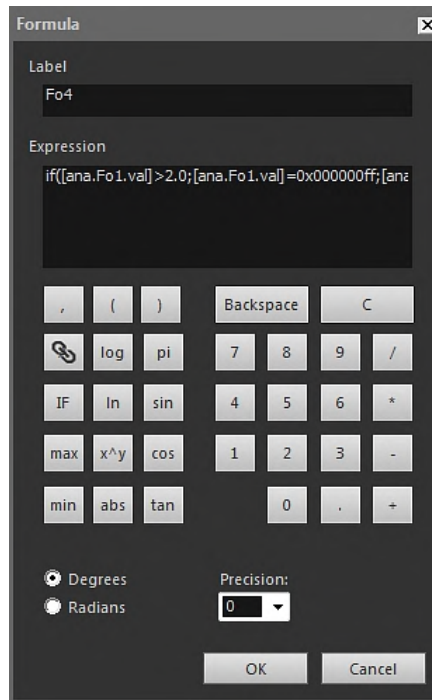 Formula
Label
Fo4
Expression
if([ana.Fo1.val]>2.0;[ana.Fo1.val]=0x000000ff;[ana
, ( ) Backspace C
log pi 7 8 9 /
IF ln sin 4 5 6 *
max x^y cos 1 2 3 -
min abs tan 0 . +
Degrees Precision:
Radians 0
OK Cancel